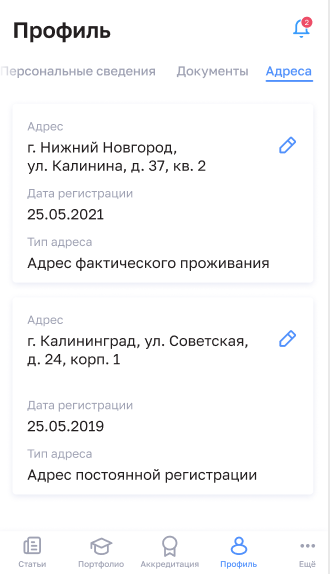 Профиль
2
Персональные сведения Документы Адреса
Адрес
г. Нижний Новгород,
ул. Калинина, д. 37, кв. 2
Дата регистрации
25.05.2021
Тип адреса
Адрес фактического проживания
Адрес
г. Калининград, ул. Советская,
д. 24, корп. 1
Дата регистрации
25.05.2019
Тип адреса
Адрес постоянной регистрации
Статьи Портфолио Аккредитация Профиль Ещё